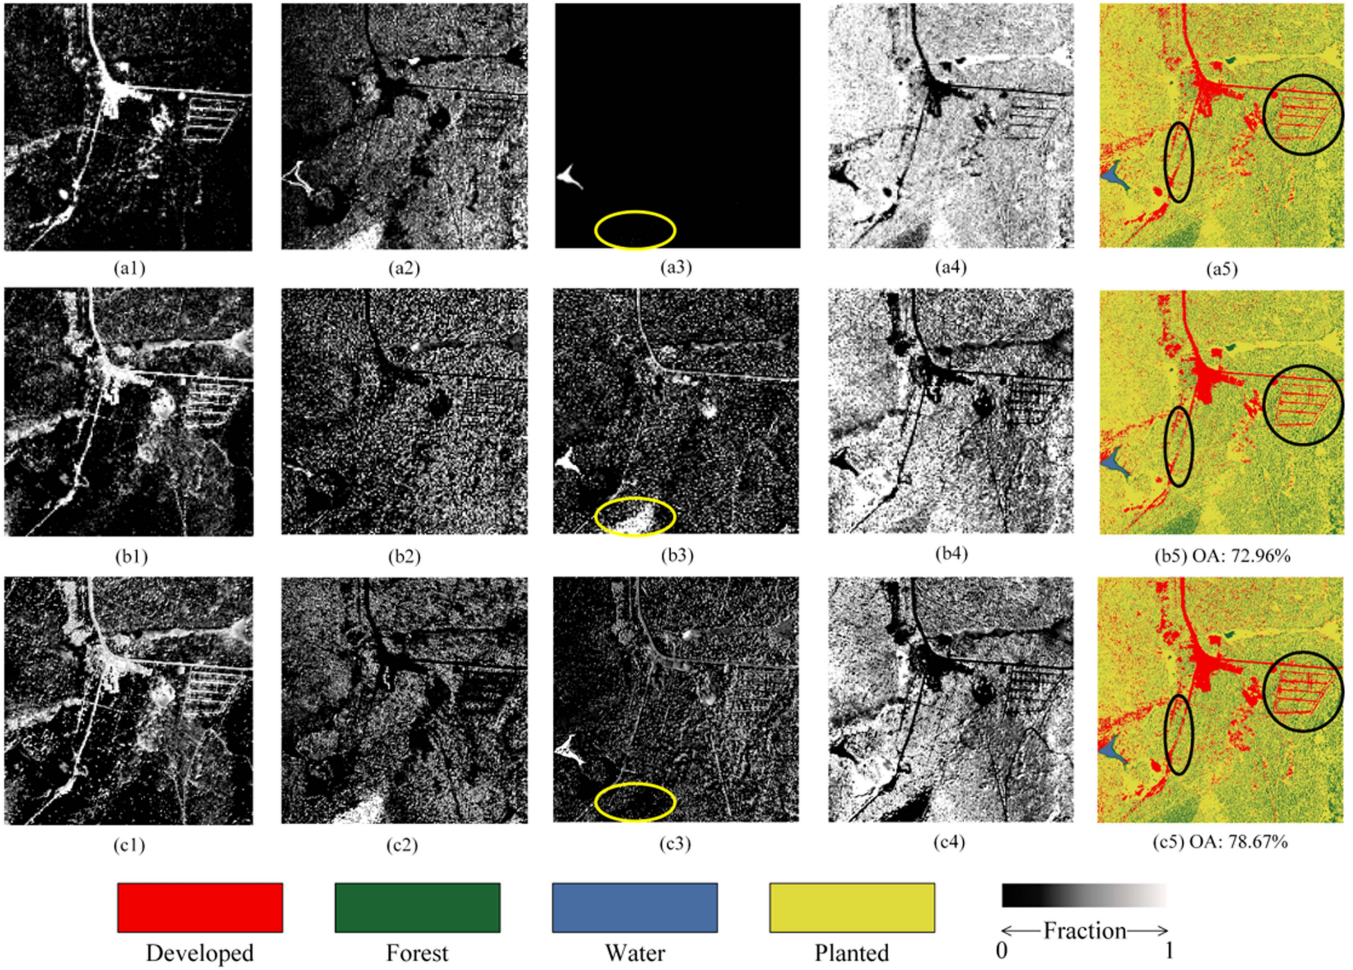 (a1) (a2) (a3) (a4) (a5)
(b1) (b2) (b3) (b4) (b5) OA: 72.96%
(c1) (c2) (c3) (c4) (c5) OA: 78.67%
Developed Forest Water Planted Fraction
0 1